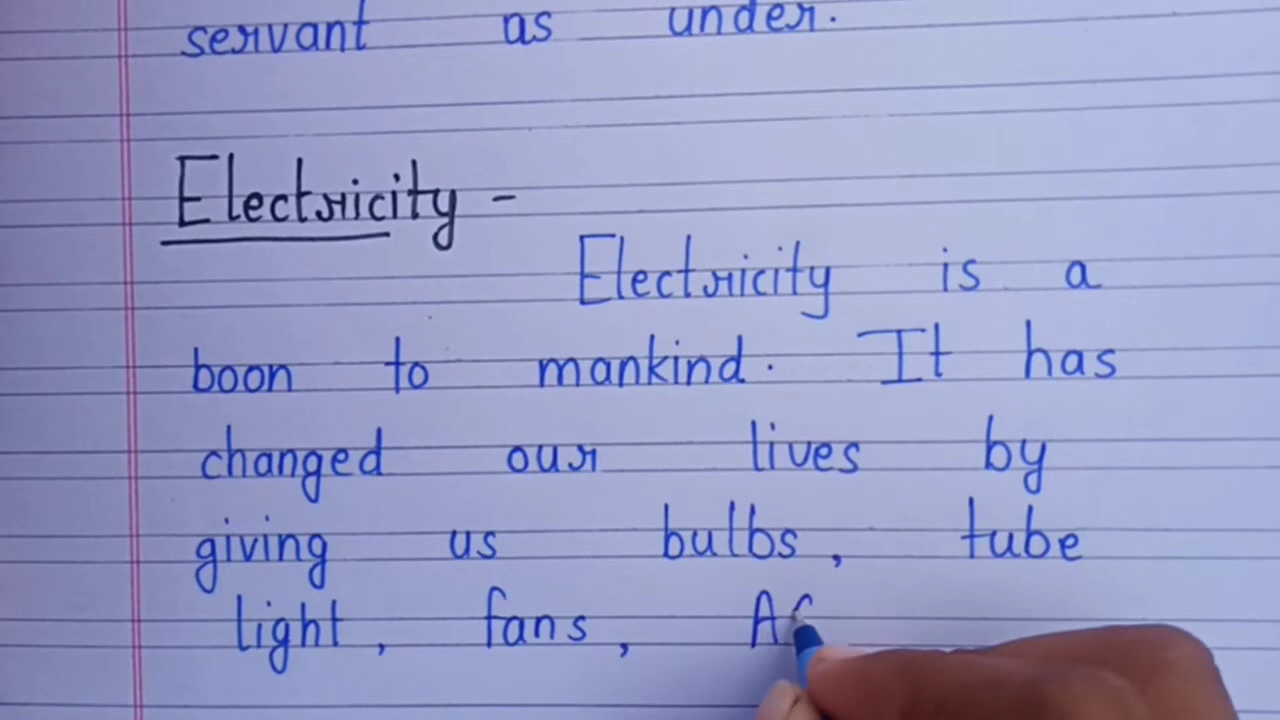 servant as under.
Electricity -
Electricity is a
boon to mankind. It has
changed our lives by
giving us bulbs, tube
light, fans, AC